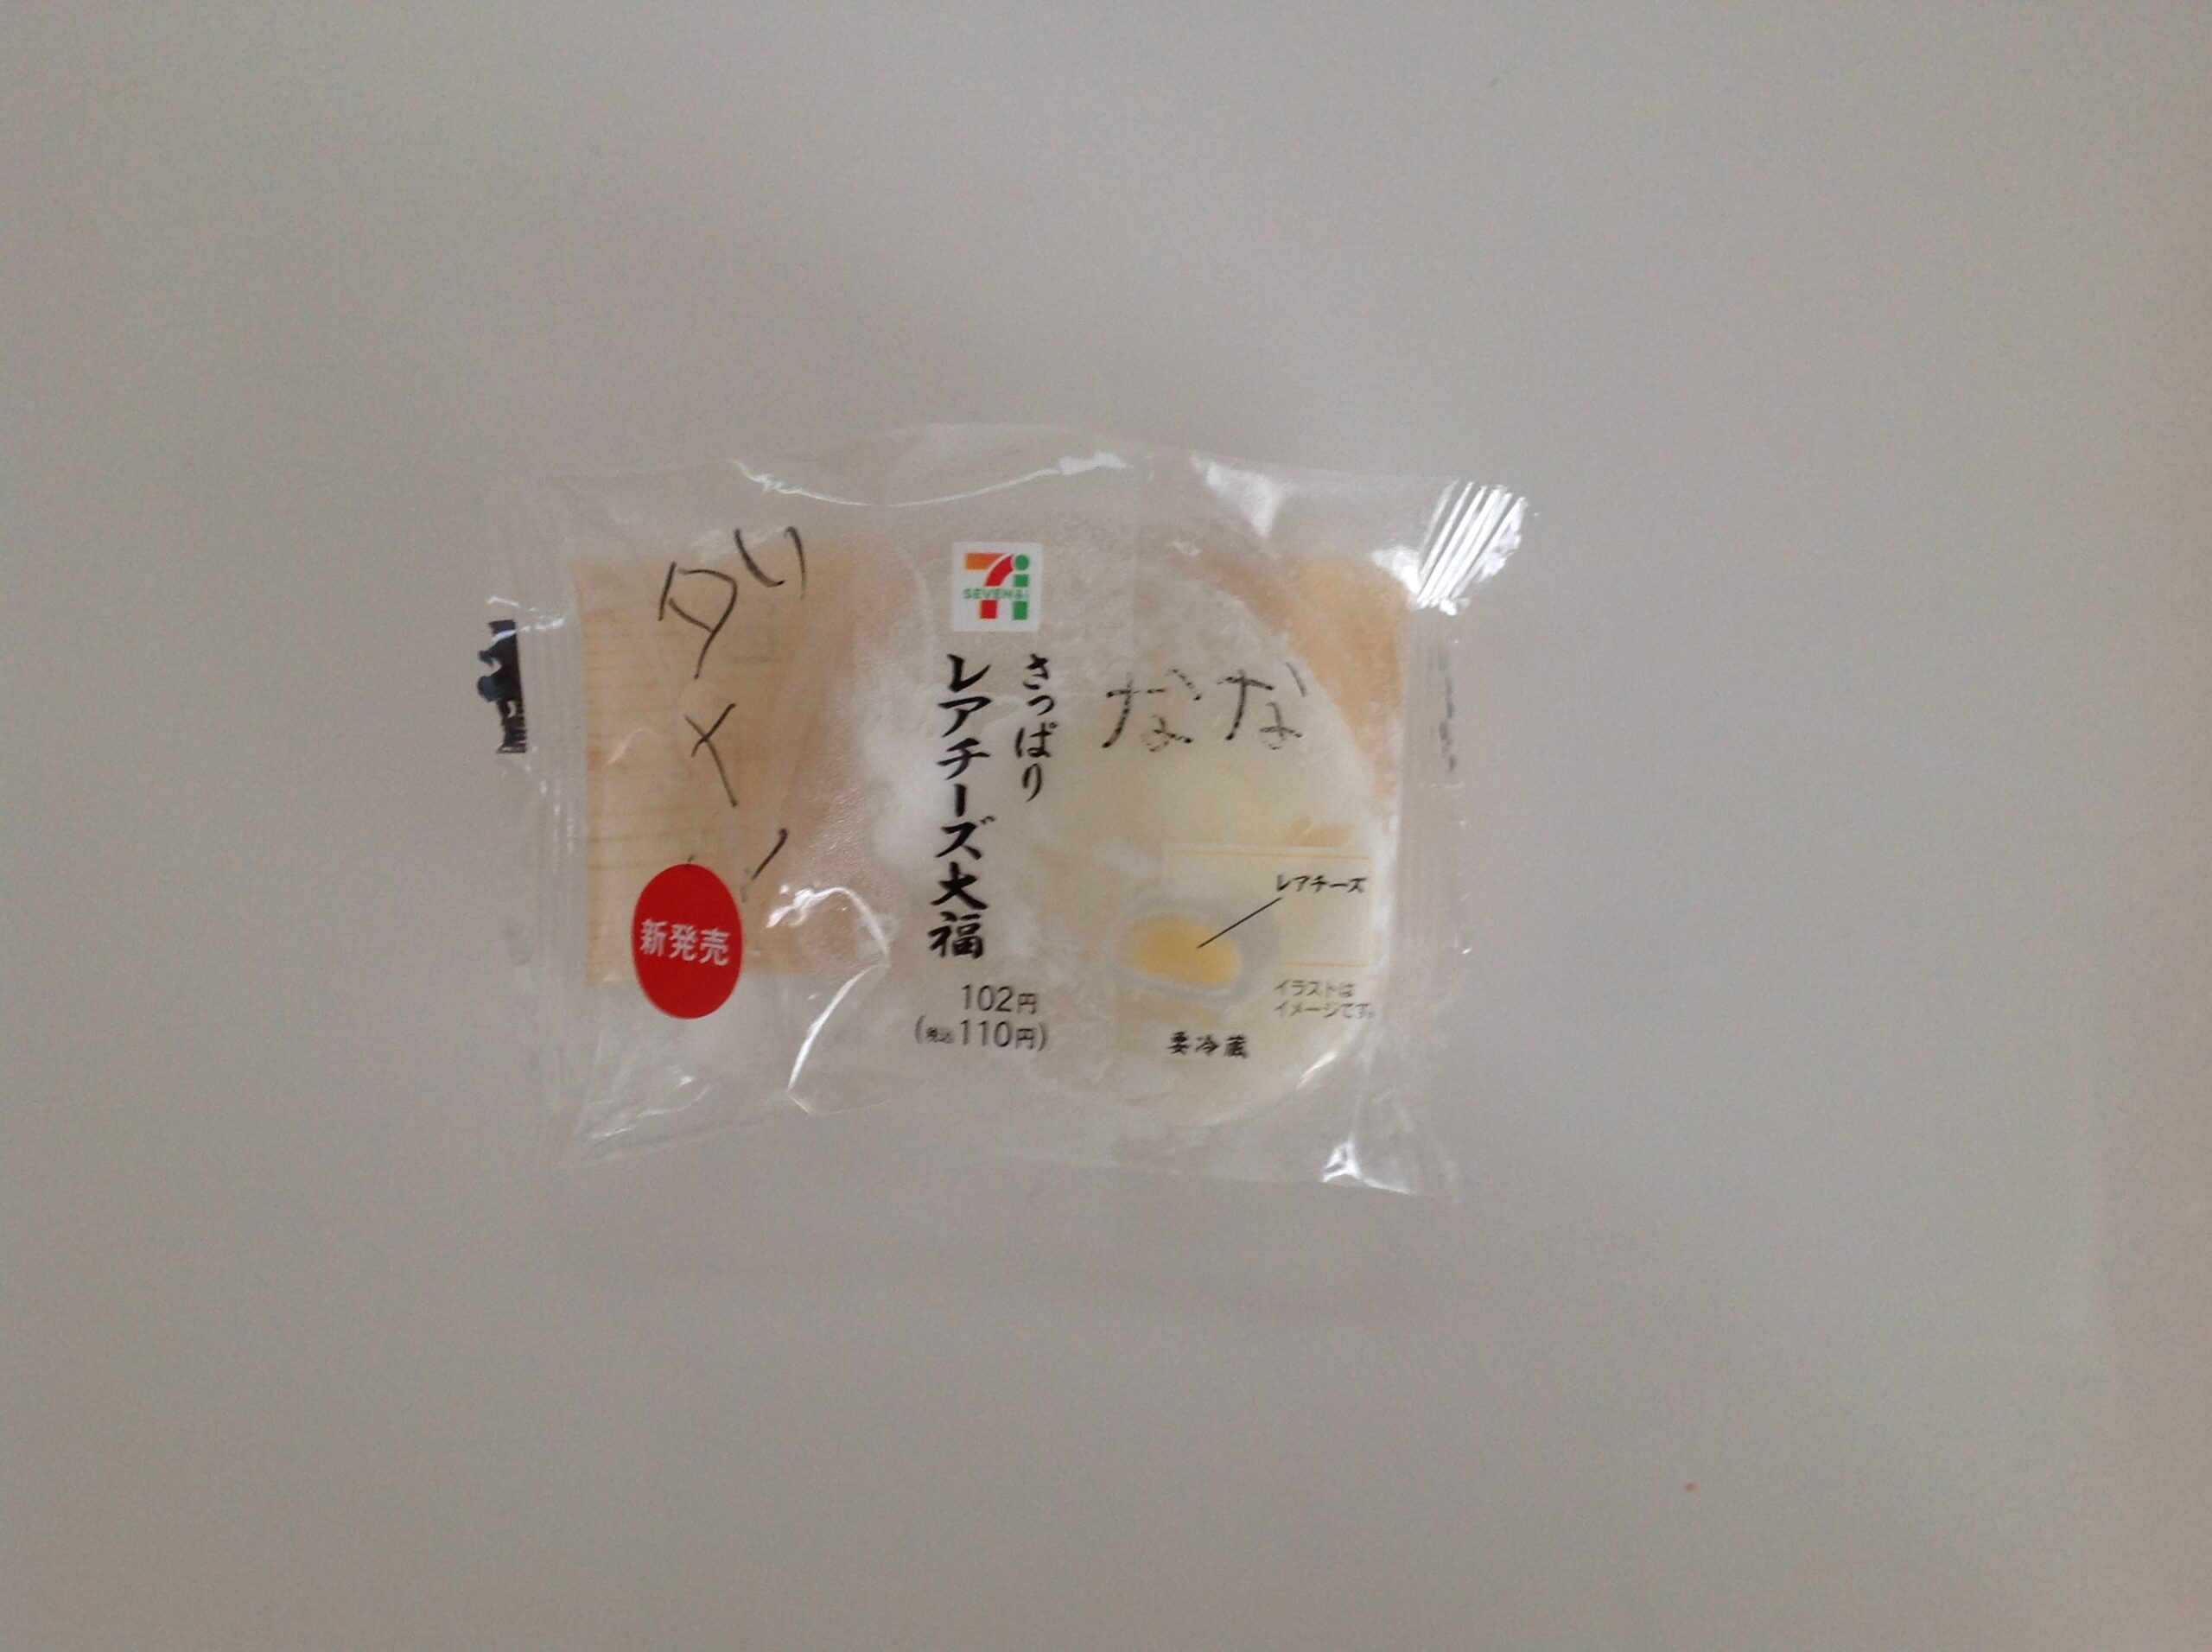 SEVEN&i
さっぱり
レアチーズ大福
102円
(税込110円)
なな
レアチーズ
イラストは
イメージです。
要冷蔵
ダメ
新発売